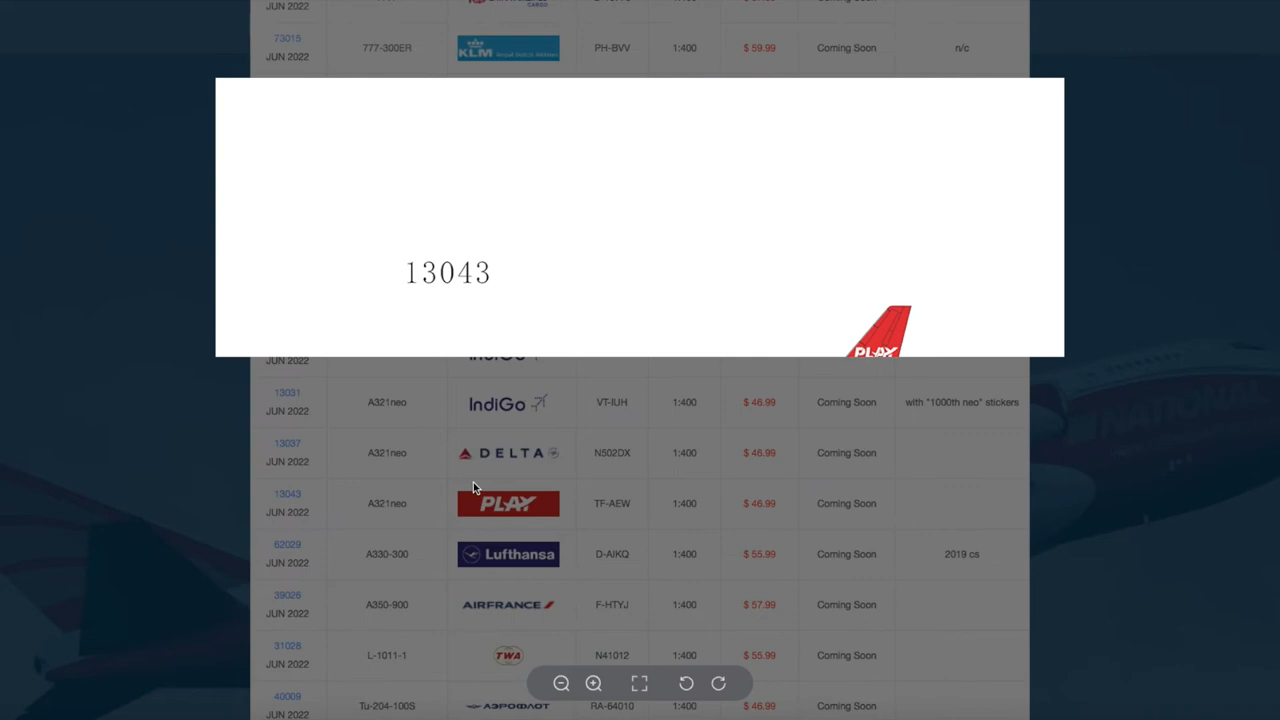 JUN 2022
CARGO
73015
JUN 2022
777-300ER
KLM
Royal Dutch Airlines
PH-BVV
1:400
$ 59.99
Coming Soon
n/c
13043
PLAY
JUN 2022
IndiGo
13031
JUN 2022
A321neo
IndiGo
VT-IUH
1:400
$ 46.99
Coming Soon
with "1000th neo" stickers
13037
JUN 2022
A321neo
DELTA
N502DX
1:400
$ 46.99
Coming Soon
13043
JUN 2022
A321neo
PLAY
TF-AEW
1:400
$ 46.99
Coming Soon
62029
JUN 2022
A330-300
Lufthansa
D-AIKQ
1:400
$ 55.99
Coming Soon
2019 cs
39026
JUN 2022
A350-900
AIRFRANCE
F-HTYJ
1:400
$ 57.99
Coming Soon
31028
JUN 2022
L-1011-1
TWA
N41012
1:400
$ 55.99
Coming Soon
40009
JUN 2022
Tu-204-100S
АЭРОФЛОТ
RA-64010
1:400
$ 46.99
Coming Soon
NATIONAL